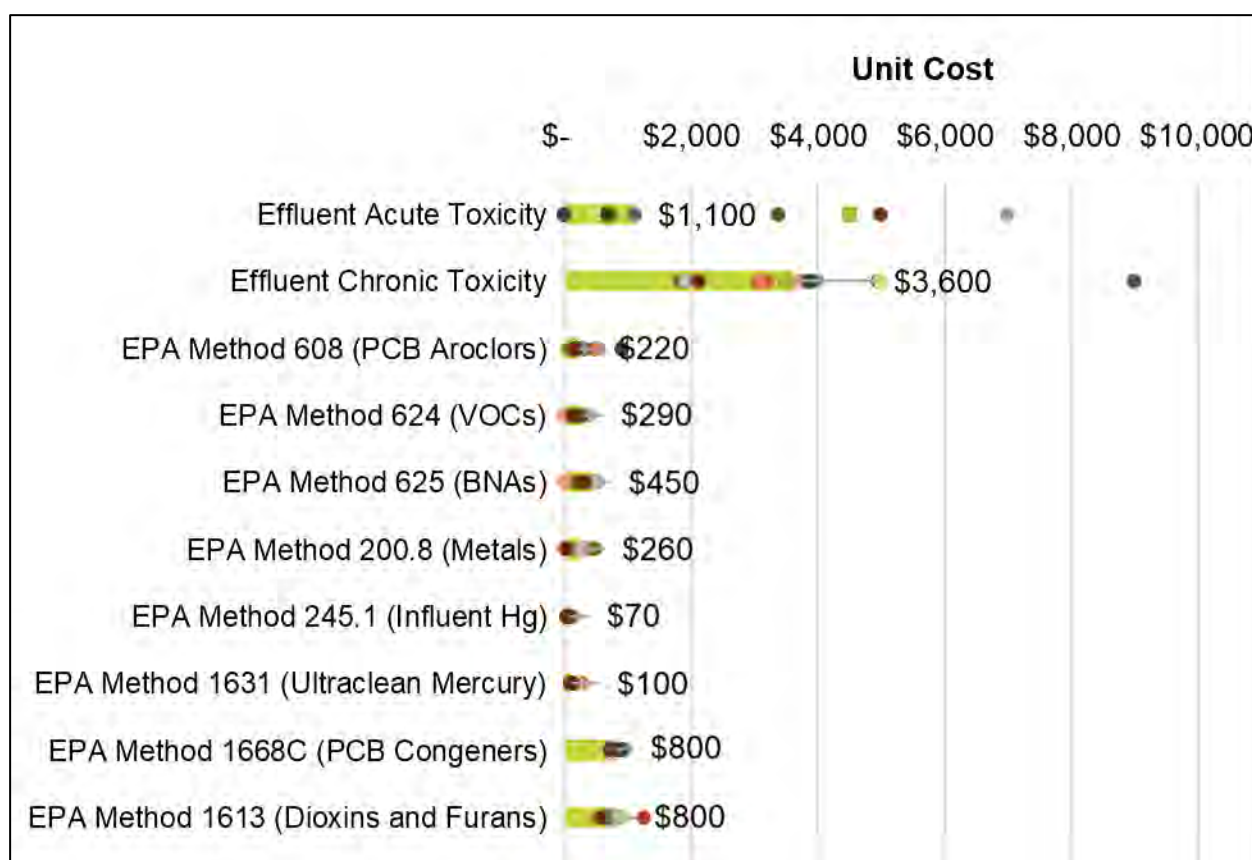 Unit Cost
$- $2,000 $4,000 $6,000 $8,000 $10,000
Effluent Acute Toxicity $1,100
Effluent Chronic Toxicity $3,600
EPA Method 608 (PCB Aroclors) $220
EPA Method 624 (VOCs) $290
EPA Method 625 (BNAs) $450
EPA Method 200.8 (Metals) $260
EPA Method 245.1 (Influent Hg) $70
EPA Method 1631 (Ultraclean Mercury) $100
EPA Method 1668C (PCB Congeners) $800
EPA Method 1613 (Dioxins and Furans) $800